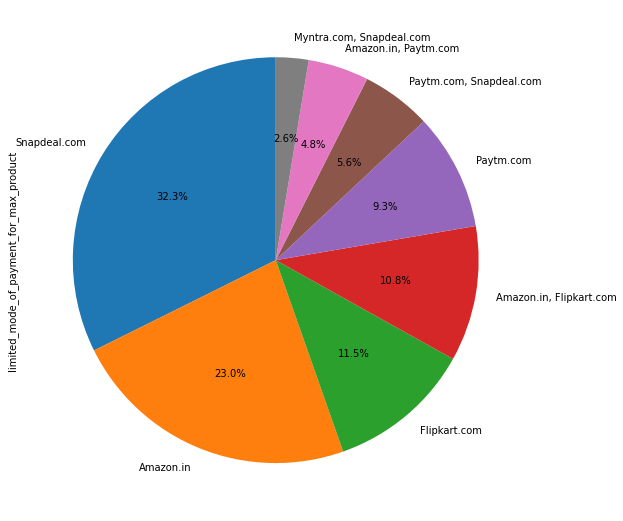 Myntra.com, Snapdeal.com
Amazon.in, Paytm.com
Paytm.com, Snapdeal.com
Snapdeal.com
Paytm.com
Amazon.in, Flipkart.com
Flipkart.com
Amazon.in
2.6%
4.8%
5.6%
9.3%
32.3%
10.8%
11.5%
23.0%
limited_mode_of_payment_for_max_product